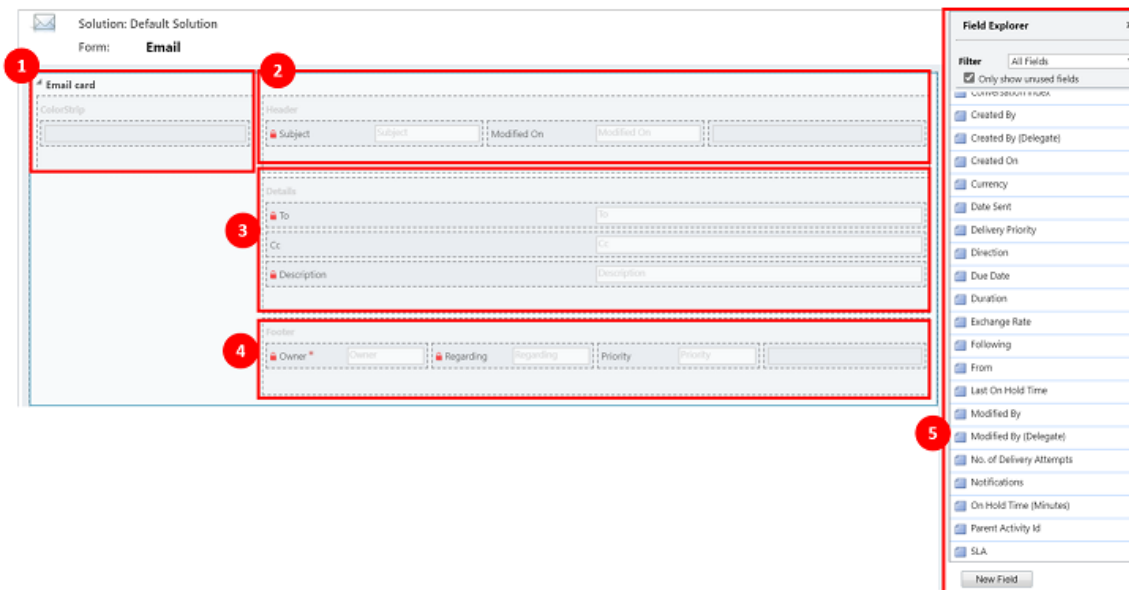 Solution: Default Solution
Form: Email
1
Email card
ColorStrip
2
Header
Subject Subject Modified On Modified On
3
Details
To To
Cc Cc
Description Description
4
Footer
Owner* Owner Regarding Regarding Priority Priority
5
Field Explorer
Filter All Fields
Only show unused fields
Conversation Index
Created By
Created By (Delegate)
Created On
Currency
Date Sent
Delivery Priority
Direction
Due Date
Duration
Exchange Rate
Following
From
Last On Hold Time
Modified By
Modified By (Delegate)
No. of Delivery Attempts
Notifications
On Hold Time (Minutes)
Parent Activity Id
SLA
New Field